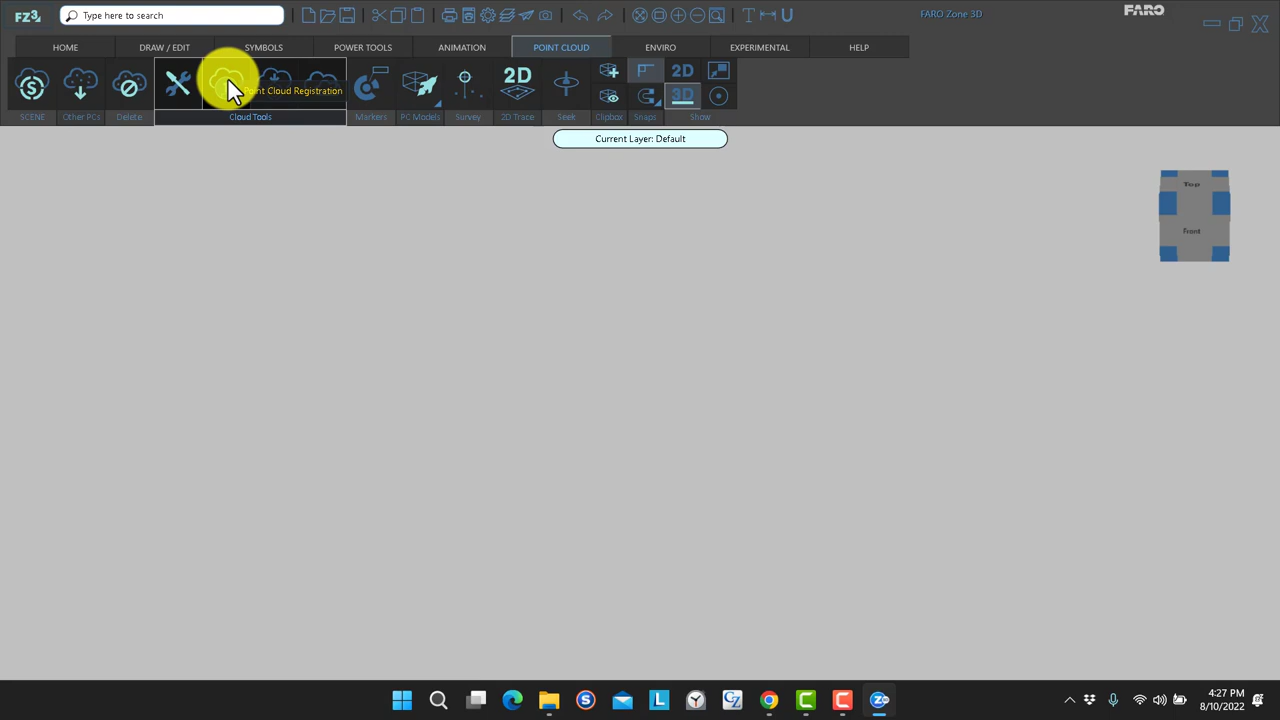 FZ3D
Type here to search
FARO Zone 3D
FARO
HOME
DRAW / EDIT
SYMBOLS
POWER TOOLS
ANIMATION
POINT CLOUD
ENVIRO
EXPERIMENTAL
HELP
Point Cloud Registration
2D
2D
3D
SCENE
Other PCs
Delete
Cloud Tools
Markers
PC Models
Survey
2D Trace
Seek
Clipbox
Snaps
Show
Current Layer: Default
Top
Front
4:27 PM
8/10/2022